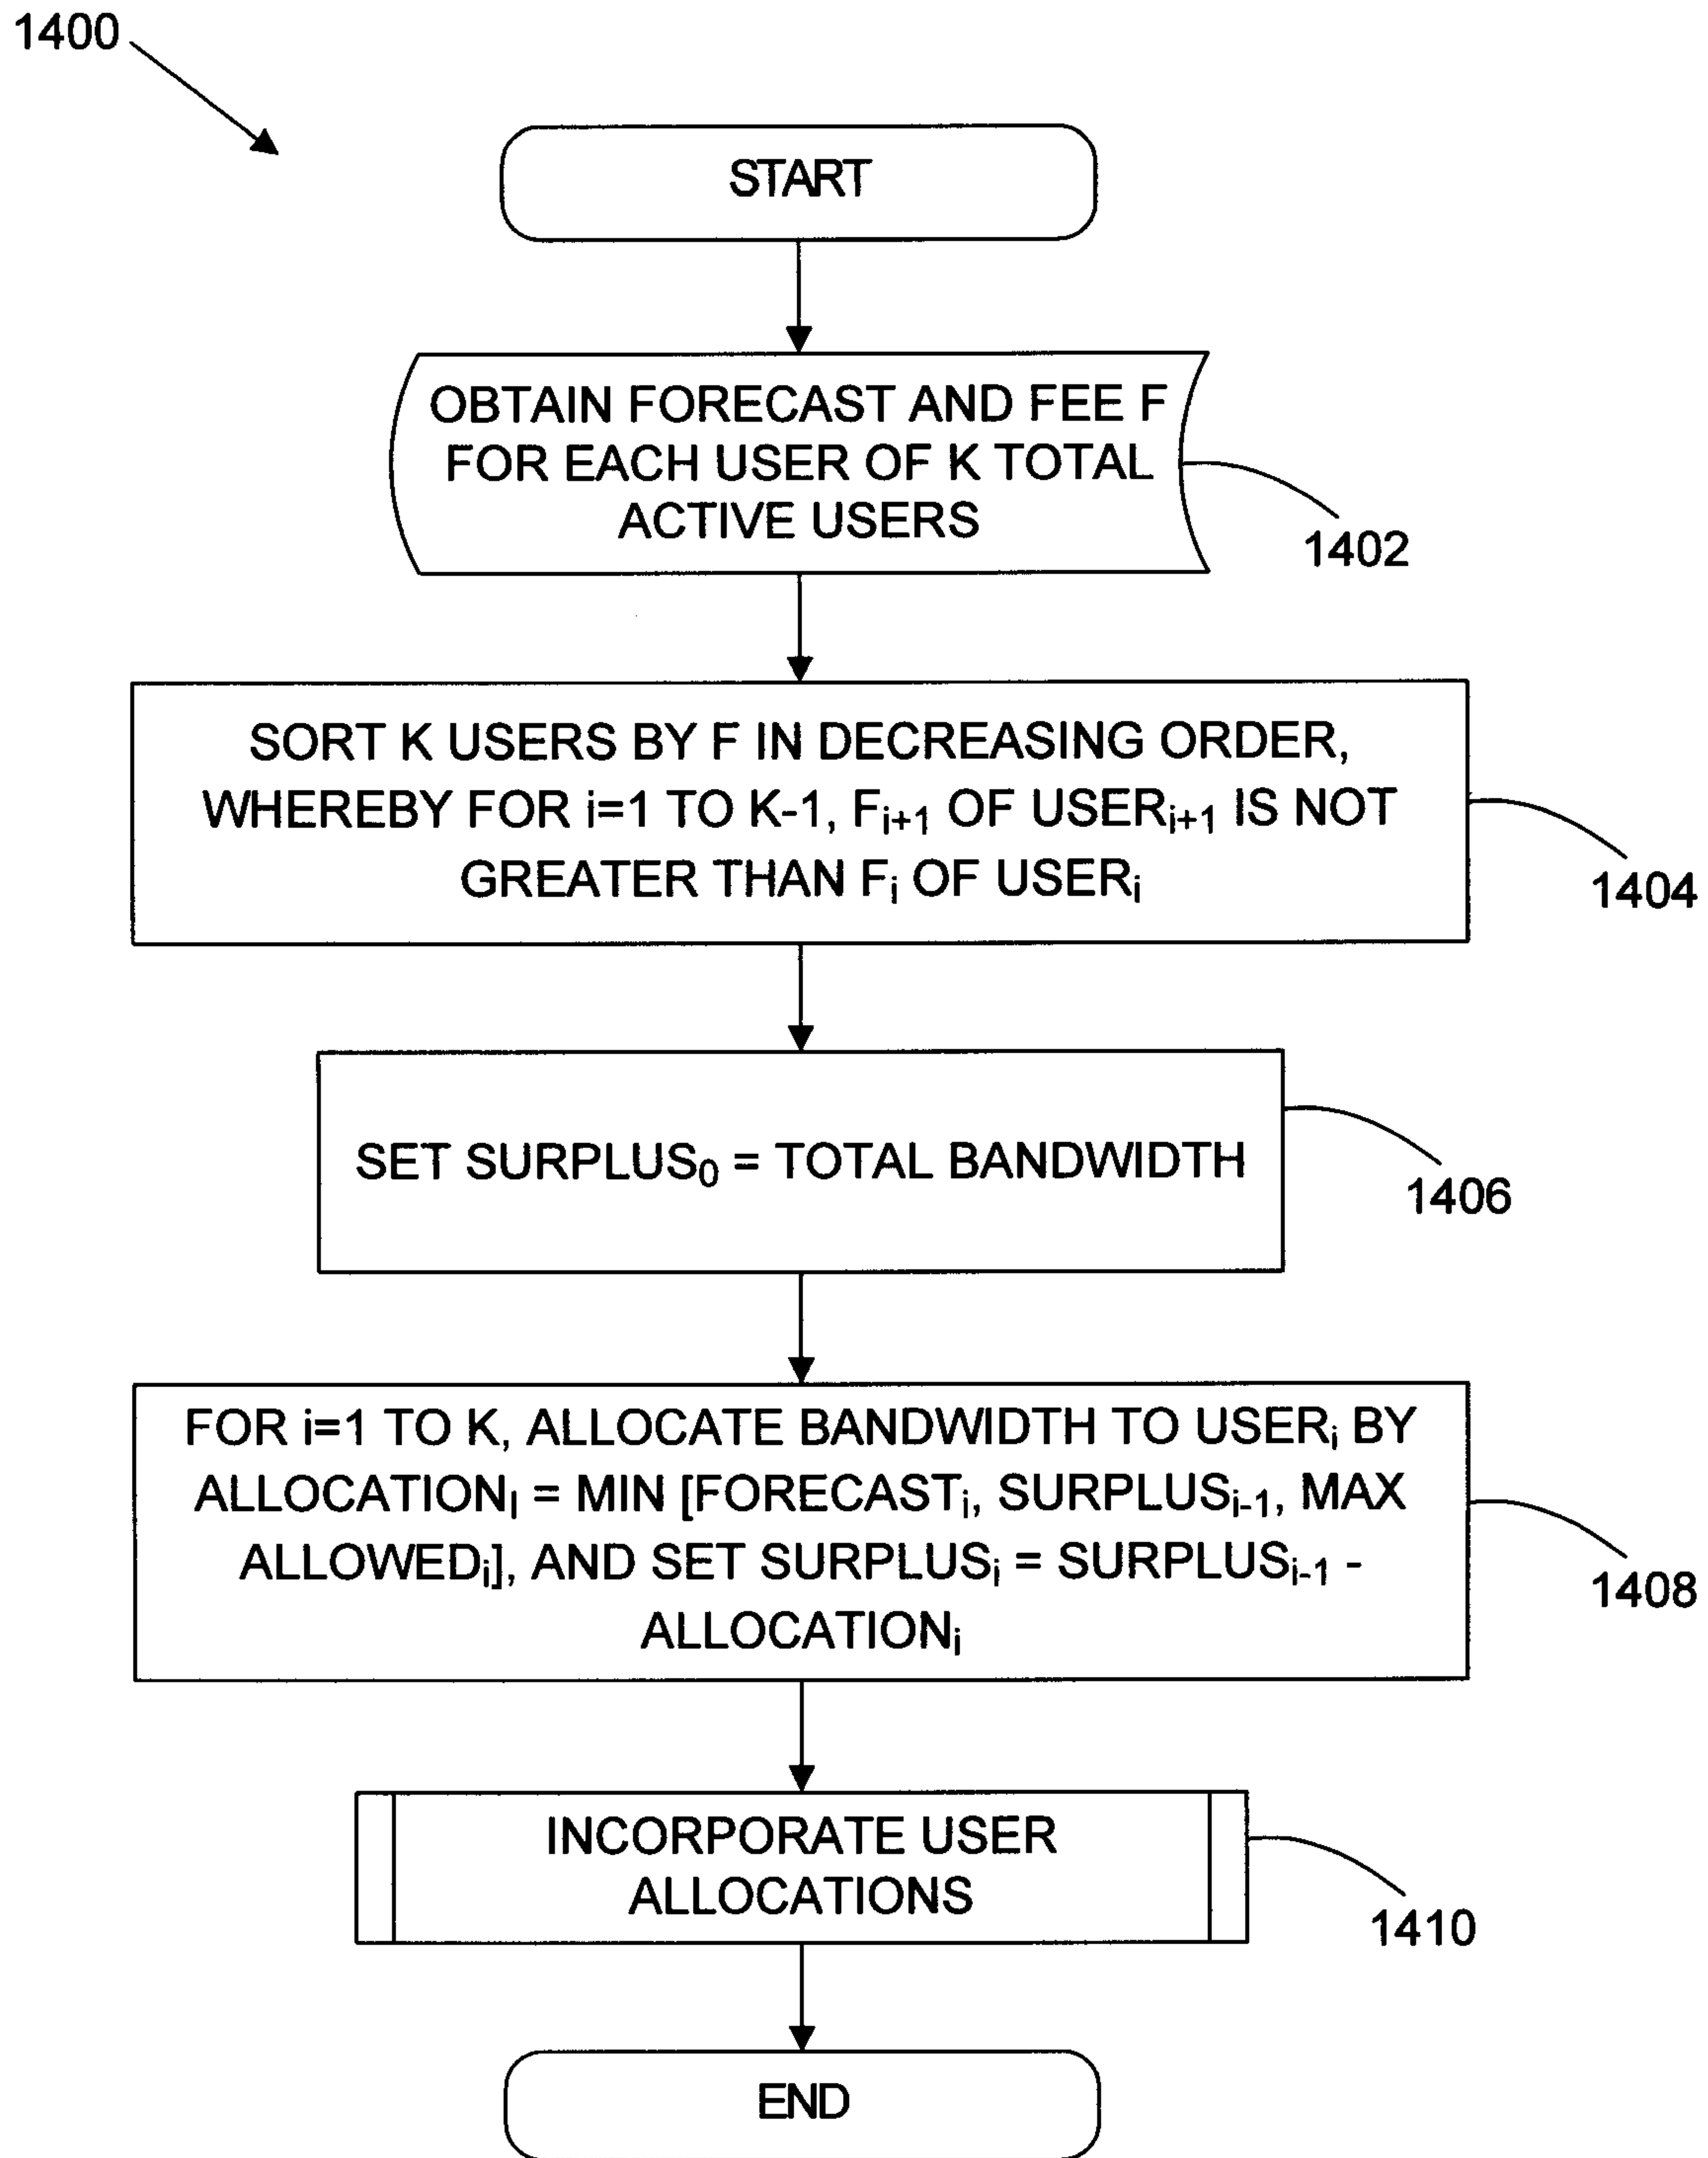 1400
START
OBTAIN FORECAST AND FEE F
FOR EACH USER OF K TOTAL
ACTIVE USERS
1402
SORT K USERS BY F IN DECREASING ORDER,
WHEREBY FOR i=1 TO K-1, Fi+1 OF USERi+1 IS NOT
GREATER THAN Fi OF USERi
1404
SET SURPLUS0 = TOTAL BANDWIDTH
1406
FOR i=1 TO K, ALLOCATE BANDWIDTH TO USERi BY
ALLOCATIONI = MIN [FORECASTi, SURPLUSi-1, MAX
ALLOWEDi], AND SET SURPLUSi = SURPLUSi-1 -
ALLOCATIONi
1408
INCORPORATE USER
ALLOCATIONS
1410
END